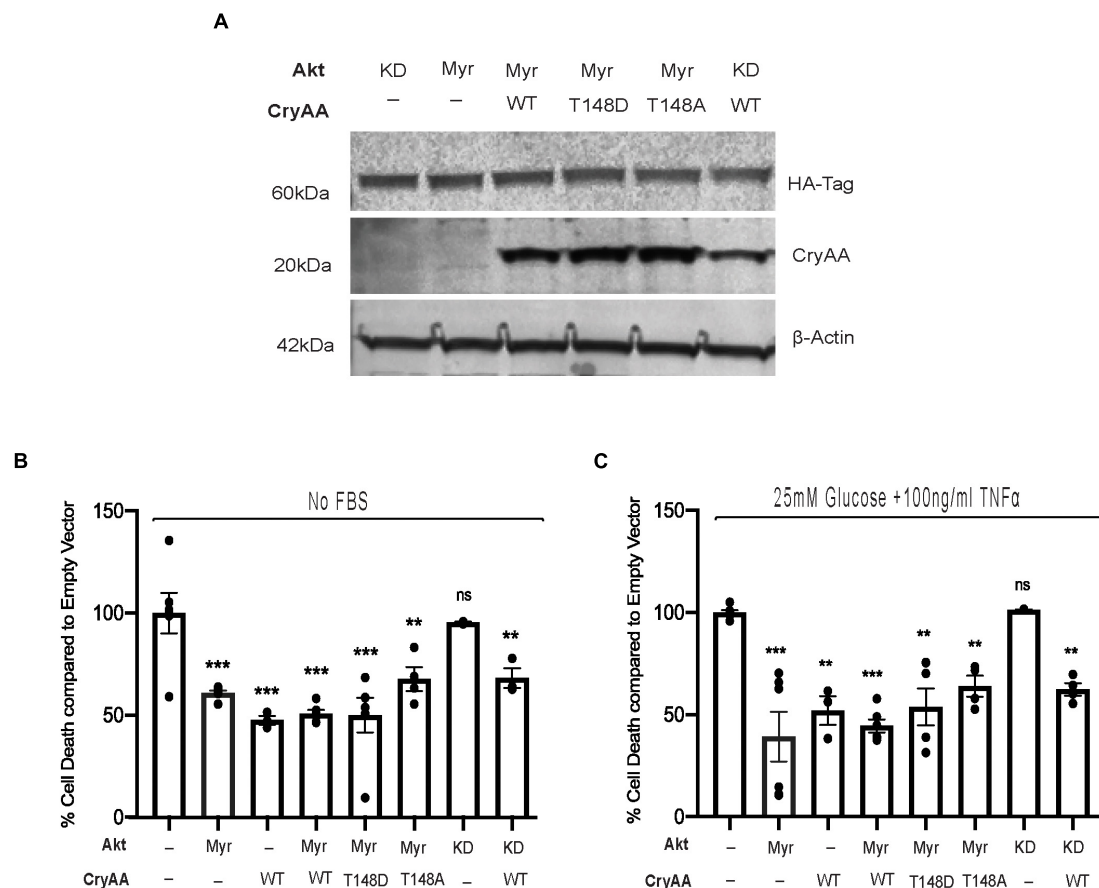 A
Akt KD Myr Myr Myr Myr KD
CryAA – – WT T148D T148A WT
60kDa HA-Tag
20kDa CryAA
42kDa β-Actin
B
No FBS
% Cell Death compared to Empty Vector
150
100
50
0
*** *** *** *** ** ns **
Akt – Myr – Myr Myr Myr KD KD
CryAA – – WT WT T148D T148A – WT
C
25mM Glucose +100ng/ml TNFα
% Cell Death compared to Empty Vector
150
100
50
0
*** ** *** ** ** ns **
Akt – Myr – Myr Myr Myr KD KD
CryAA – – WT WT T148D T148A – WT